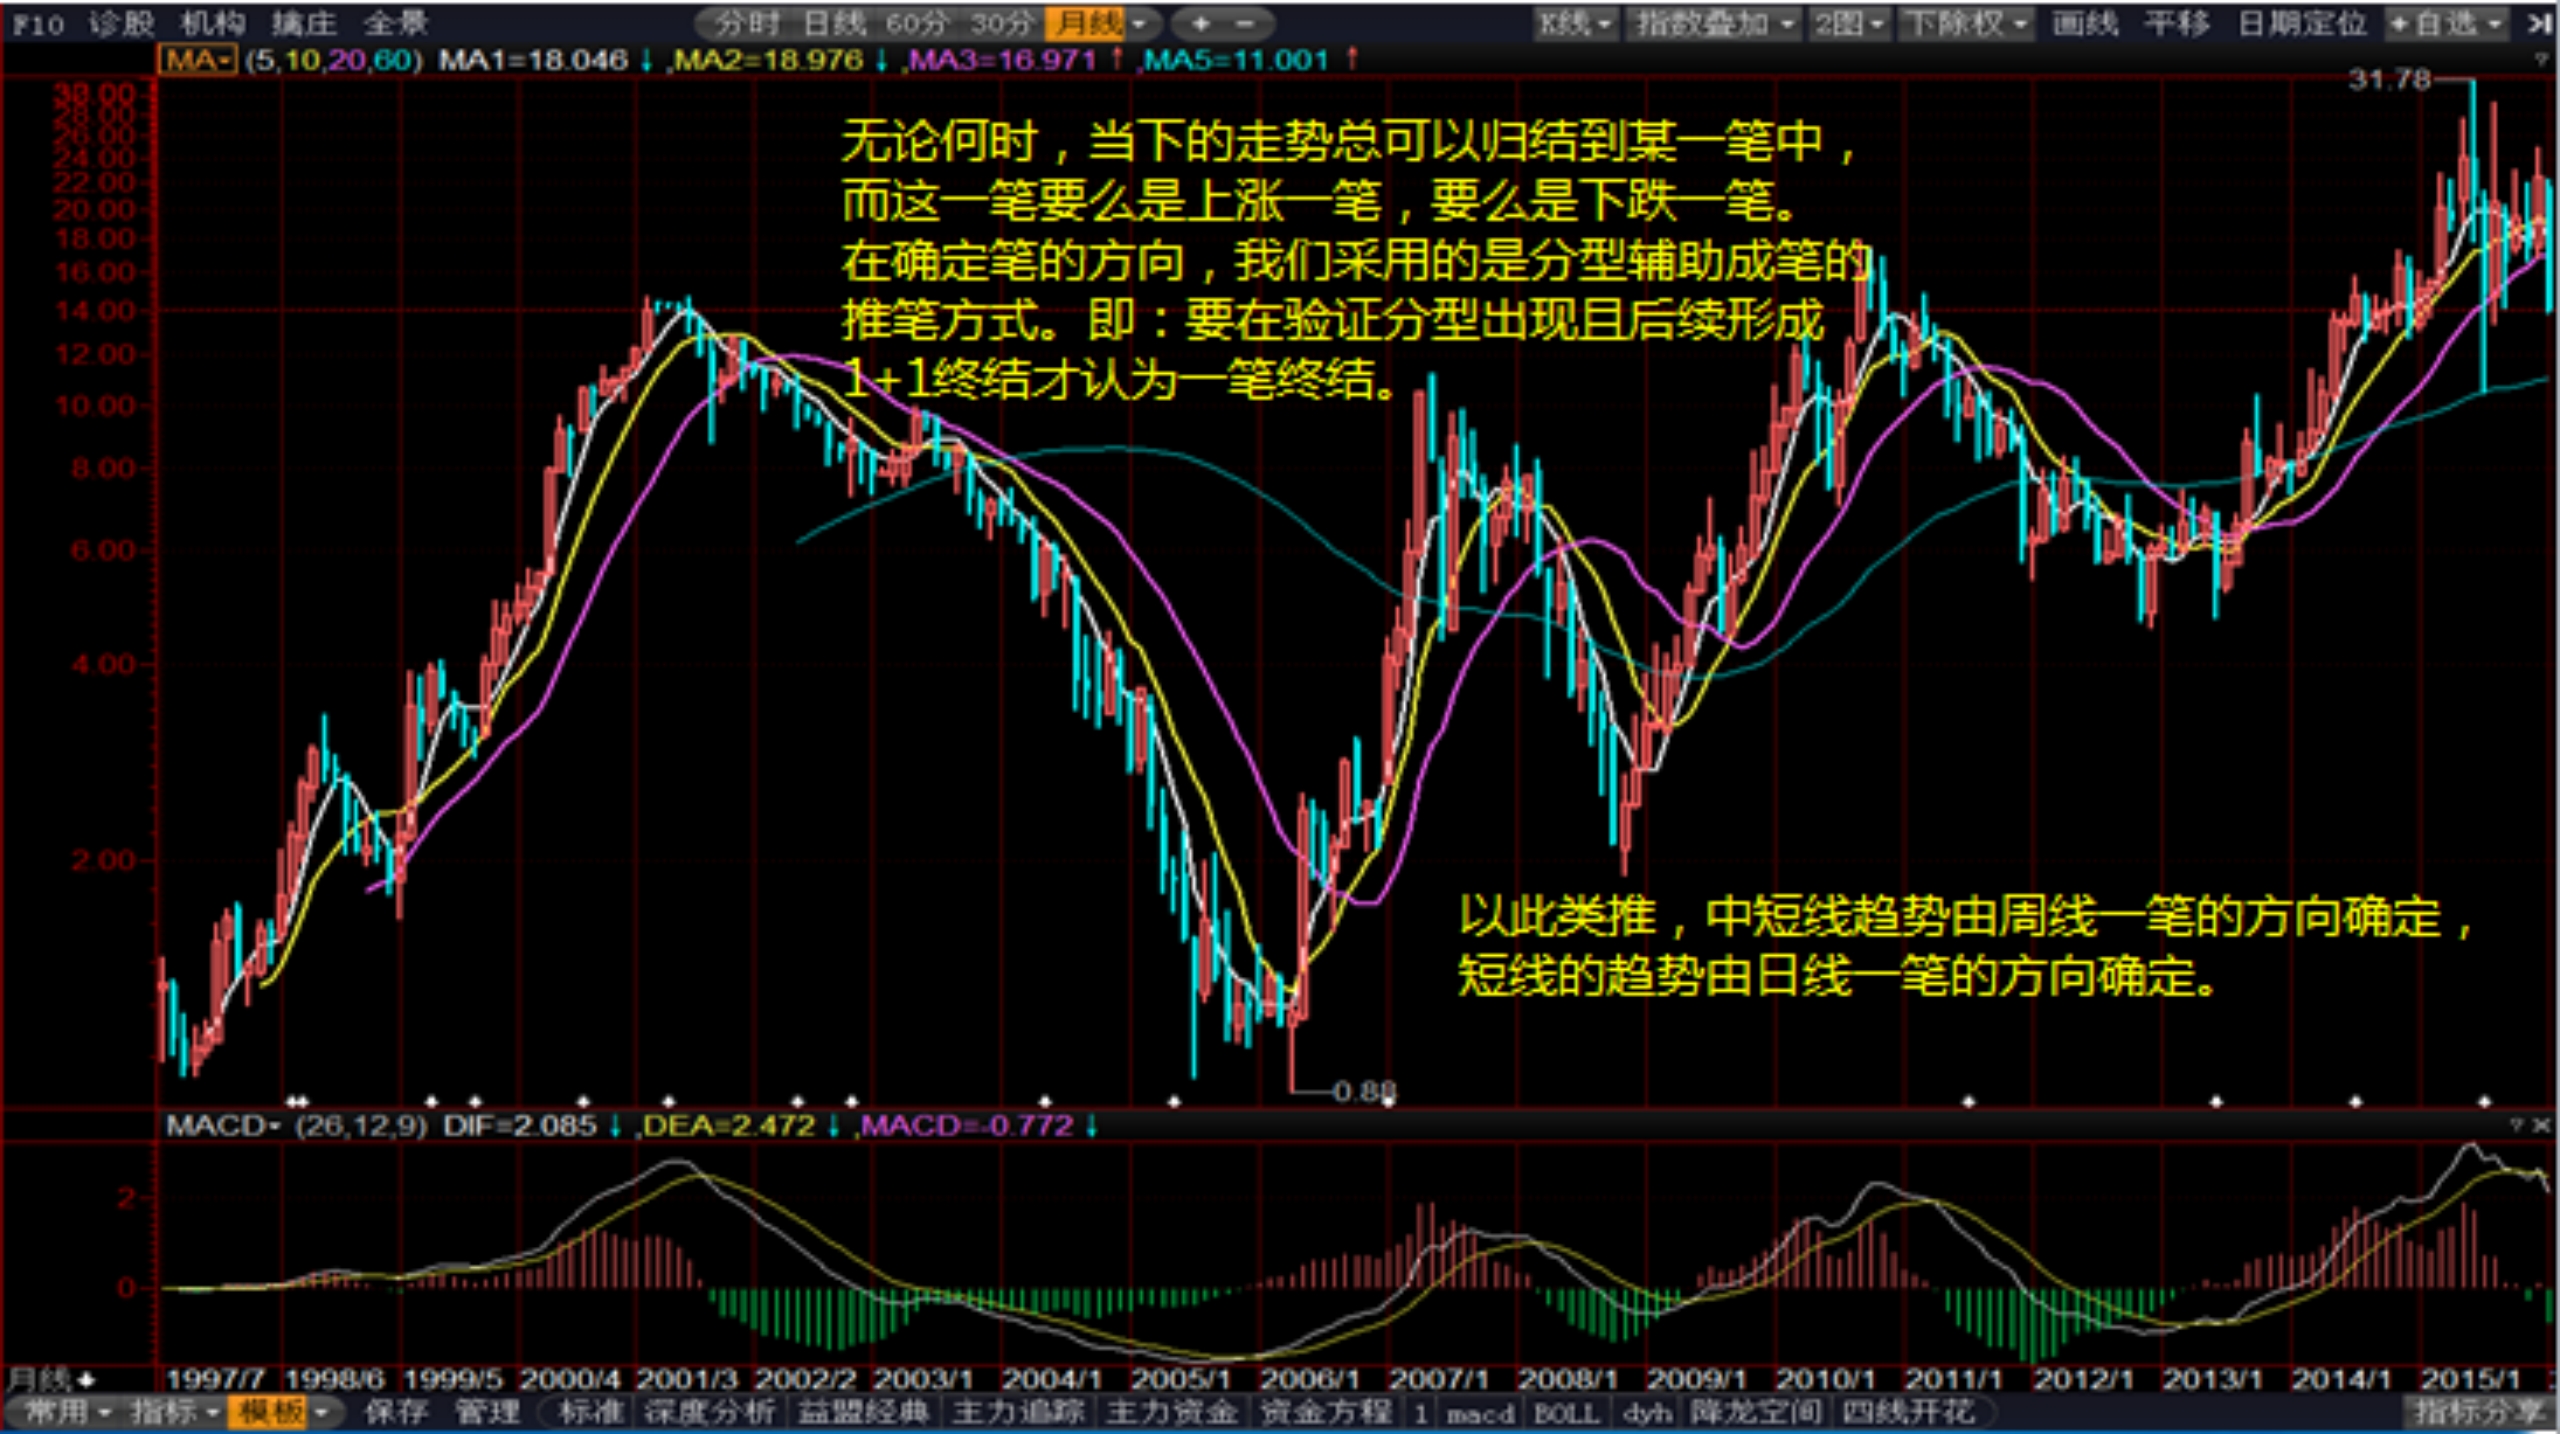 F10 诊股 机构 擒庄 全景 分时 日线 60分 30分 月线 + - K线 指数叠加 2图 下除权 画线 平移 日期定位 +自选
MA (5,10,20,60) MA1=18.046 ↓ ,MA2=18.976 ↓ ,MA3=16.971 ↑ ,MA5=11.001 ↑ ?
31.78
30.00
28.00
26.00
24.00
22.00
20.00
18.00
16.00
14.00
12.00
10.00
8.00
6.00
4.00
2.00
无论何时，当下的走势总可以归结到某一笔中，
而这一笔要么是上涨一笔，要么是下跌一笔。
在确定笔的方向，我们采用的是分型辅助成笔的
推笔方式。即：要在验证分型出现且后续形成
1+1终结才认为一笔终结。
以此类推，中短线趋势由周线一笔的方向确定，
短线的趋势由日线一笔的方向确定。
0.88
MACD (26,12,9) DIF=2.085 ↓ ,DEA=2.472 ↓ ,MACD=-0.772 ↓ ? ×
2
0
月线 1997/7 1998/6 1999/5 2000/4 2001/3 2002/2 2003/1 2004/1 2005/1 2006/1 2007/1 2008/1 2009/1 2010/1 2011/1 2012/1 2013/1 2014/1 2015/1
常用 指标 模板 保存 管理 标准 深度分析 益盟经典 主力追踪 主力资金 资金方程 1 macd BOLL dyh 降龙空间 四线开花 指标分享